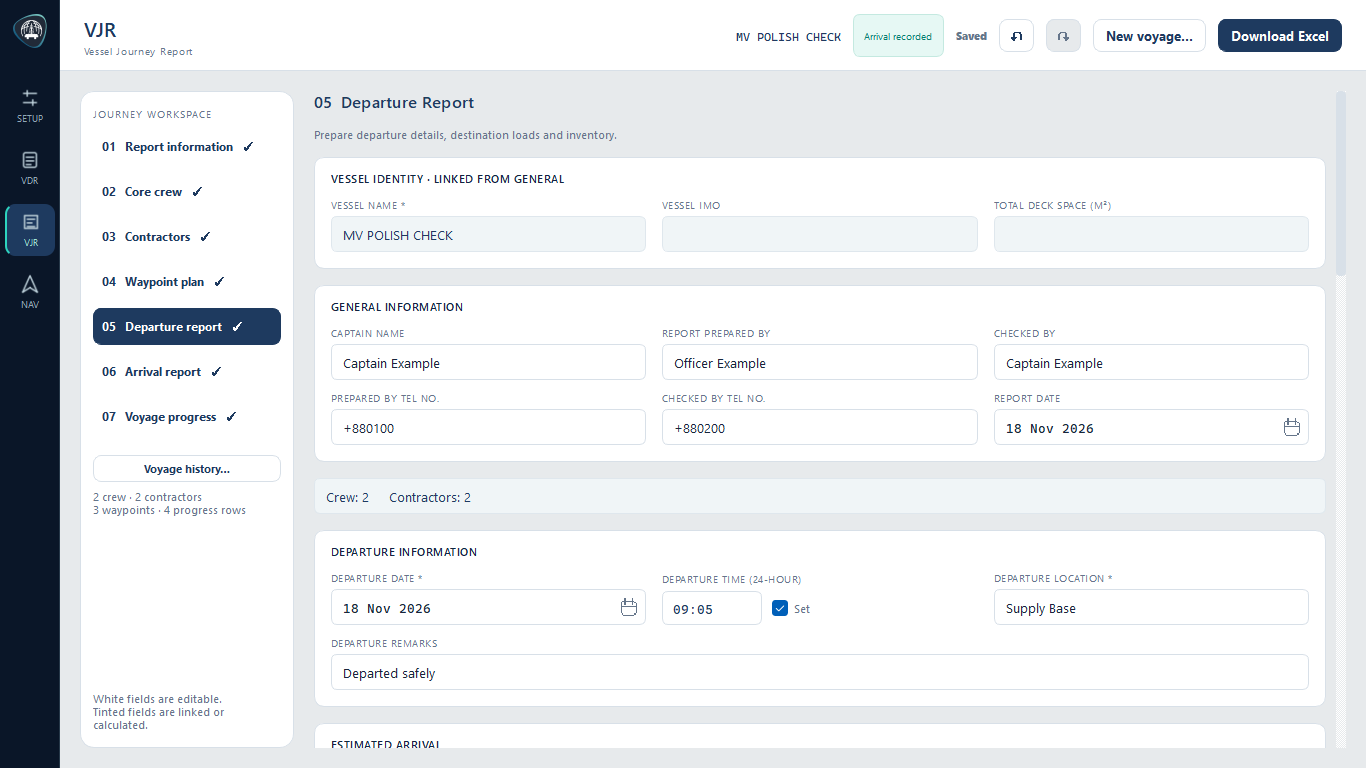 VJR
Vessel Journey Report
MV POLISH CHECK
Arrival recorded
Saved
New voyage...
Download Excel
SETUP
VDR
VJR
NAV
JOURNEY WORKSPACE
01 Report information ✓
02 Core crew ✓
03 Contractors ✓
04 Waypoint plan ✓
05 Departure report ✓
06 Arrival report ✓
07 Voyage progress ✓
Voyage history...
2 crew · 2 contractors
3 waypoints · 4 progress rows
White fields are editable.
Tinted fields are linked or
calculated.
05 Departure Report
Prepare departure details, destination loads and inventory.
VESSEL IDENTITY · LINKED FROM GENERAL
VESSEL NAME *
VESSEL IMO
TOTAL DECK SPACE (M²)
MV POLISH CHECK
GENERAL INFORMATION
CAPTAIN NAME
REPORT PREPARED BY
CHECKED BY
Captain Example
Officer Example
Captain Example
PREPARED BY TEL NO.
CHECKED BY TEL NO.
REPORT DATE
+880100
+880200
18 Nov 2026
Crew: 2 Contractors: 2
DEPARTURE INFORMATION
DEPARTURE DATE *
DEPARTURE TIME (24-HOUR)
DEPARTURE LOCATION *
18 Nov 2026
09:05
Set
Supply Base
DEPARTURE REMARKS
Departed safely
ESTIMATED ARRIVAL